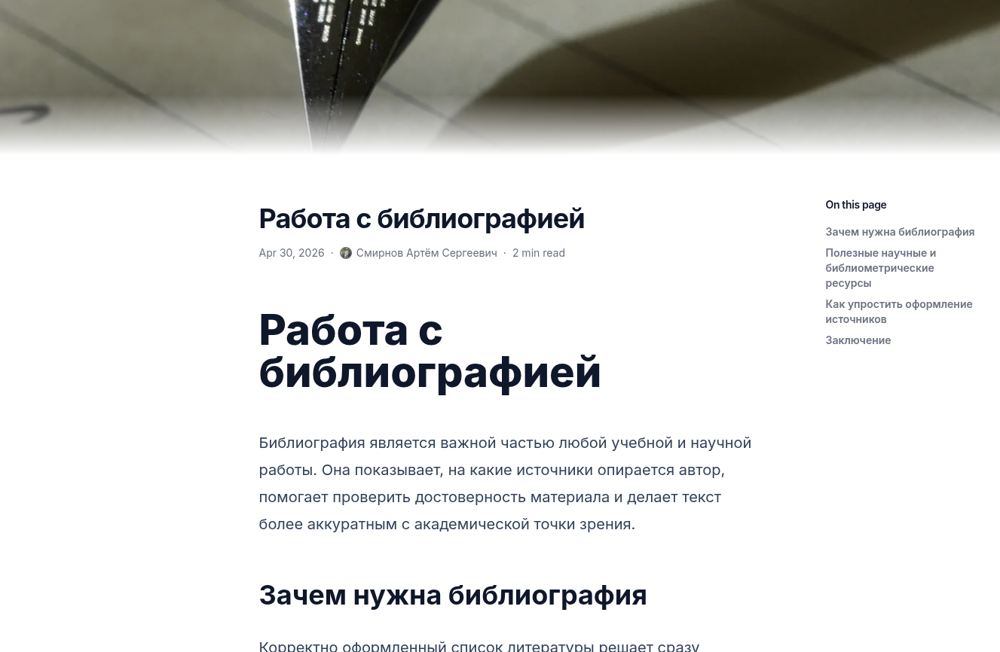 Работа с библиографией
Apr 30, 2026 · Смирнов Артём Сергеевич · 2 min read
Работа с
библиографией
Библиография является важной частью любой учебной и научной
работы. Она показывает, на какие источники опирается автор,
помогает проверить достоверность материала и делает текст
более аккуратным с академической точки зрения.
Зачем нужна библиография
Корректно оформленный список литературы решает сразу
On this page
Зачем нужна библиография
Полезные научные и
библиометрические
ресурсы
Как упростить оформление
источников
Заключение